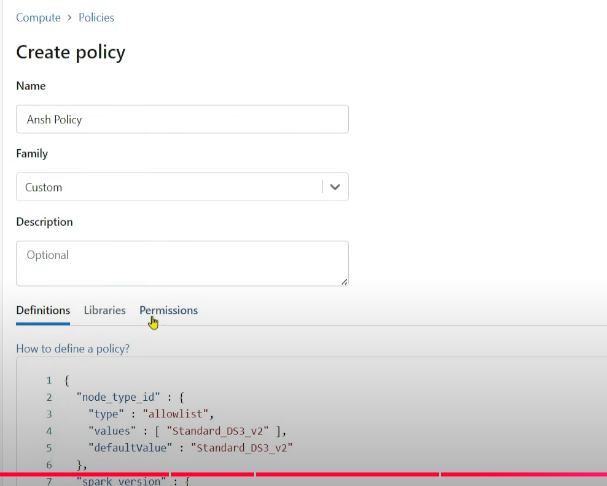 Compute > Policies
Create policy
Name
Ansh Policy
Family
Custom
Description
Optional
Definitions Libraries Permissions
How to define a policy?
1 {
2 "node_type_id" : {
3 "type" : "allowlist",
4 "values" : [ "Standard_DS3_v2" ],
5 "defaultValue" : "Standard_DS3_v2"
6 },
7 "spark_version" : {